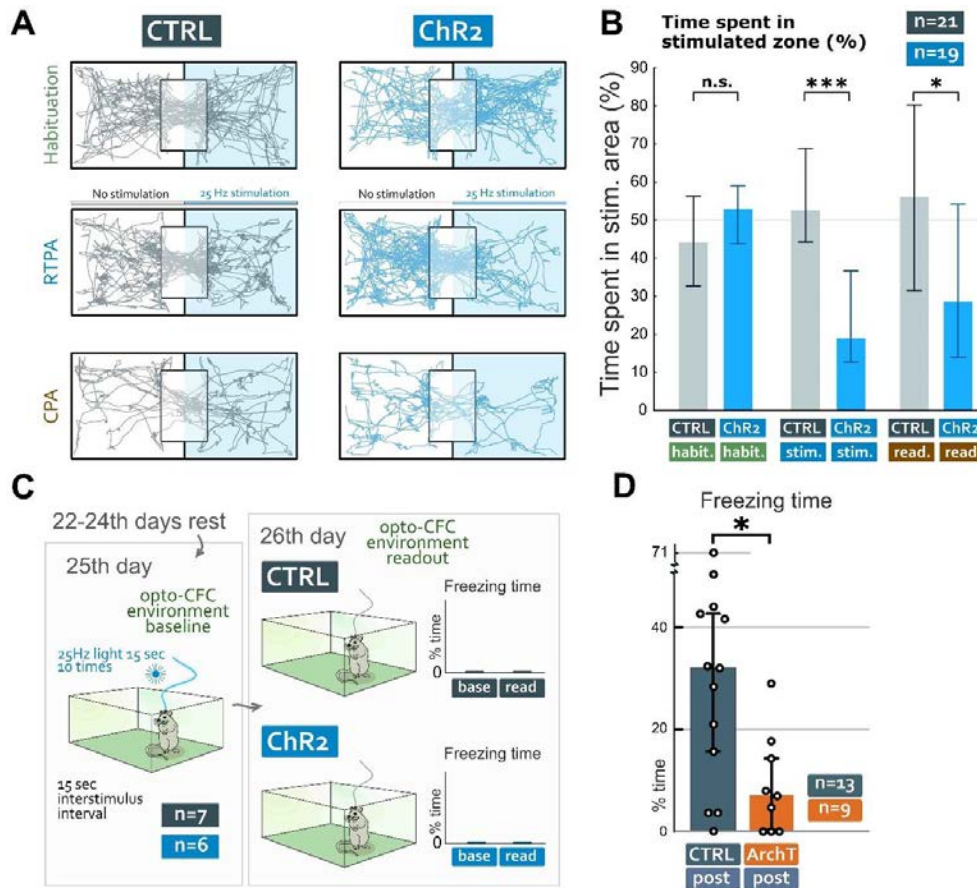 A
CTRL
ChR2
Habituation
No stimulation
25 Hz stimulation
No stimulation
25 Hz stimulation
RTPA
CPA
B
Time spent in
stimulated zone (%)
n=21
n=19
Time spent in stim. area (%)
90
80
70
60
50
40
30
20
10
0
n.s.
***
*
CTRL
ChR2
CTRL
ChR2
CTRL
ChR2
habit.
habit.
stim.
stim.
read.
read
C
22-24th days rest
25th day
opto-CFC
environment
baseline
25Hz light 15 sec
10 times
15 sec
interstimulus
interval
n=7
n=6
26th day
opto-CFC
environment
readout
CTRL
Freezing time
% time
0
base
read
ChR2
Freezing time
% time
0
base
read
D
Freezing time
*
71
40
20
0
% time
n=13
n=9
CTRL
ArchT
post
post